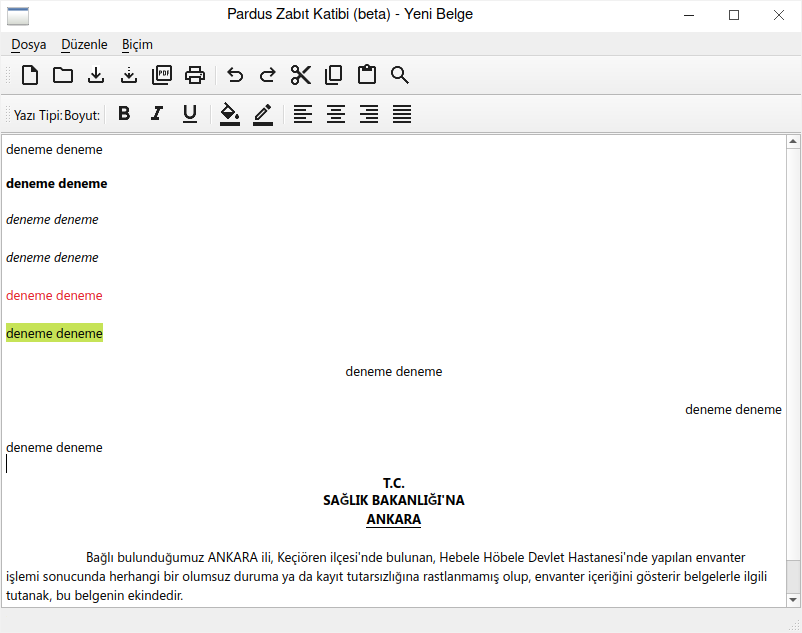 Pardus Zabıt Katibi (beta) - Yeni Belge
Dosya Düzenle Biçim
PDF
Yazı Tipi: Boyut: B I U
deneme deneme
deneme deneme
deneme deneme
deneme deneme
deneme deneme
deneme deneme
deneme deneme
deneme deneme
deneme deneme
T.C.
SAĞLIK BAKANLIĞI'NA
ANKARA
Bağlı bulunduğumuz ANKARA ili, Keçiören ilçesi'nde bulunan, Hebele Höbele Devlet Hastanesi'nde yapılan envanter
işlemi sonucunda herhangi bir olumsuz duruma ya da kayıt tutarsızlığına rastlanmamış olup, envanter içeriğini gösterir belgelerle ilgili
tutanak, bu belgenin ekindedir.